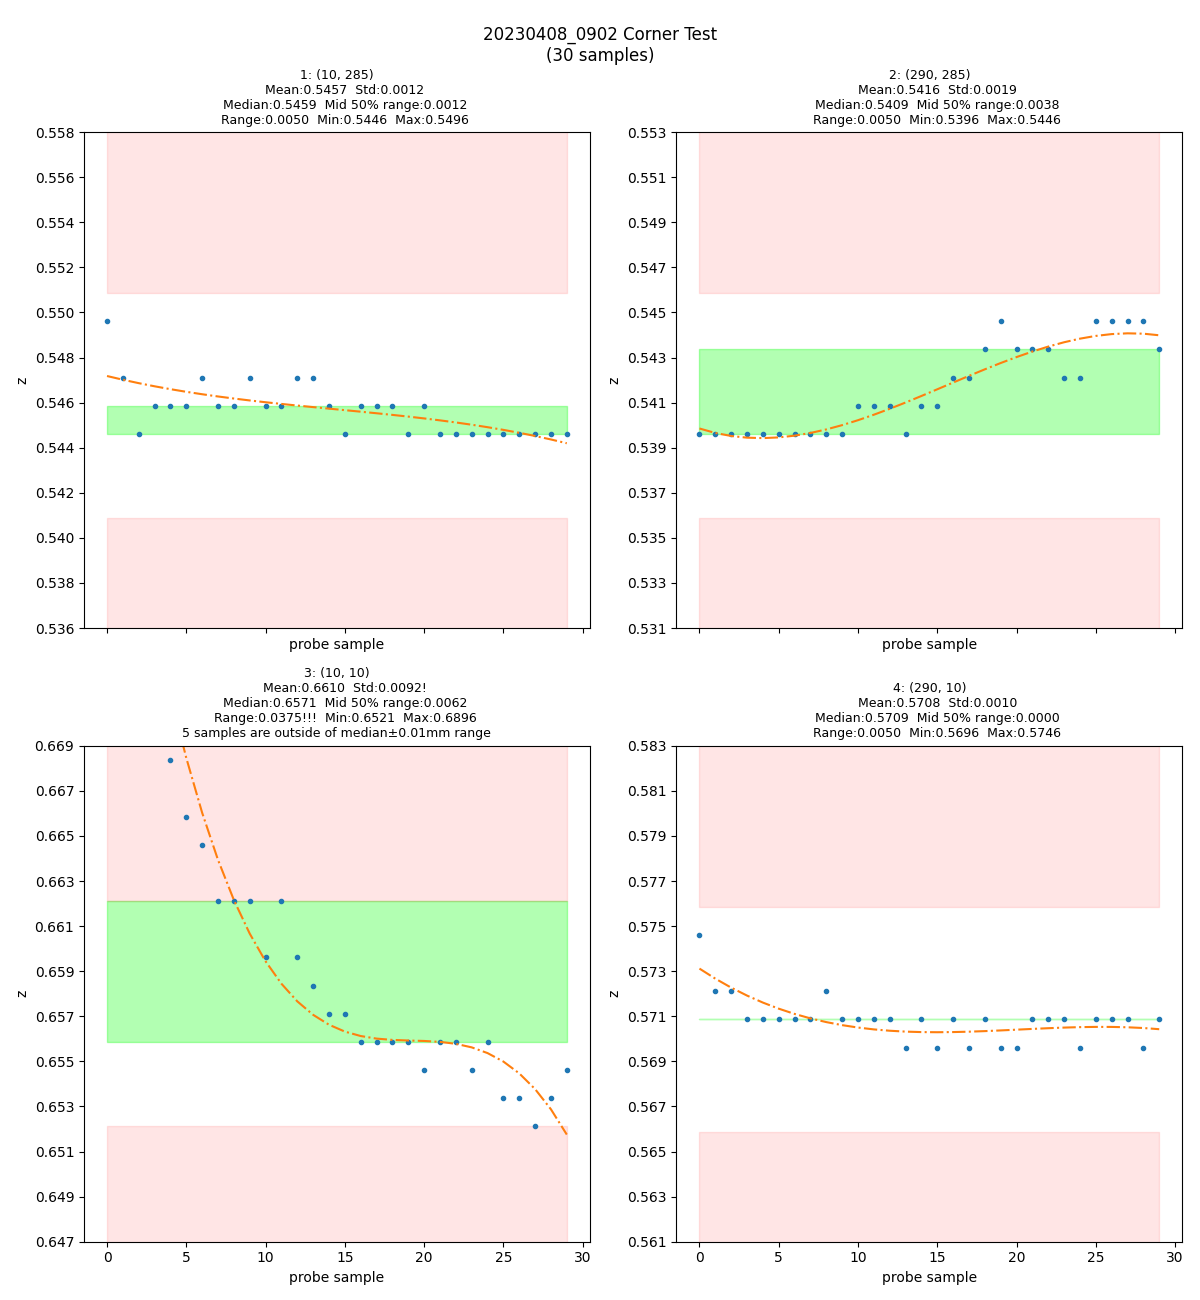 20230408_0902 Corner Test
(30 samples)
1: (10, 285)
Mean:0.5457  Std:0.0012
Median:0.5459  Mid 50% range:0.0012
Range:0.0050  Min:0.5446  Max:0.5496
0.558
0.556
0.554
0.552
0.550
0.548
0.546
0.544
0.542
0.540
0.538
0.536
z
probe sample
2: (290, 285)
Mean:0.5416  Std:0.0019
Median:0.5409  Mid 50% range:0.0038
Range:0.0050  Min:0.5396  Max:0.5446
0.553
0.551
0.549
0.547
0.545
0.543
0.541
0.539
0.537
0.535
0.533
0.531
z
probe sample
3: (10, 10)
Mean:0.6610  Std:0.0092!
Median:0.6571  Mid 50% range:0.0062
Range:0.0375!!!  Min:0.6521  Max:0.6896
5 samples are outside of median±0.01mm range
0.669
0.667
0.665
0.663
0.661
0.659
0.657
0.655
0.653
0.651
0.649
0.647
z
0 5 10 15 20 25 30
probe sample
4: (290, 10)
Mean:0.5708  Std:0.0010
Median:0.5709  Mid 50% range:0.0000
Range:0.0050  Min:0.5696  Max:0.5746
0.583
0.581
0.579
0.577
0.575
0.573
0.571
0.569
0.567
0.565
0.563
0.561
z
0 5 10 15 20 25 30
probe sample